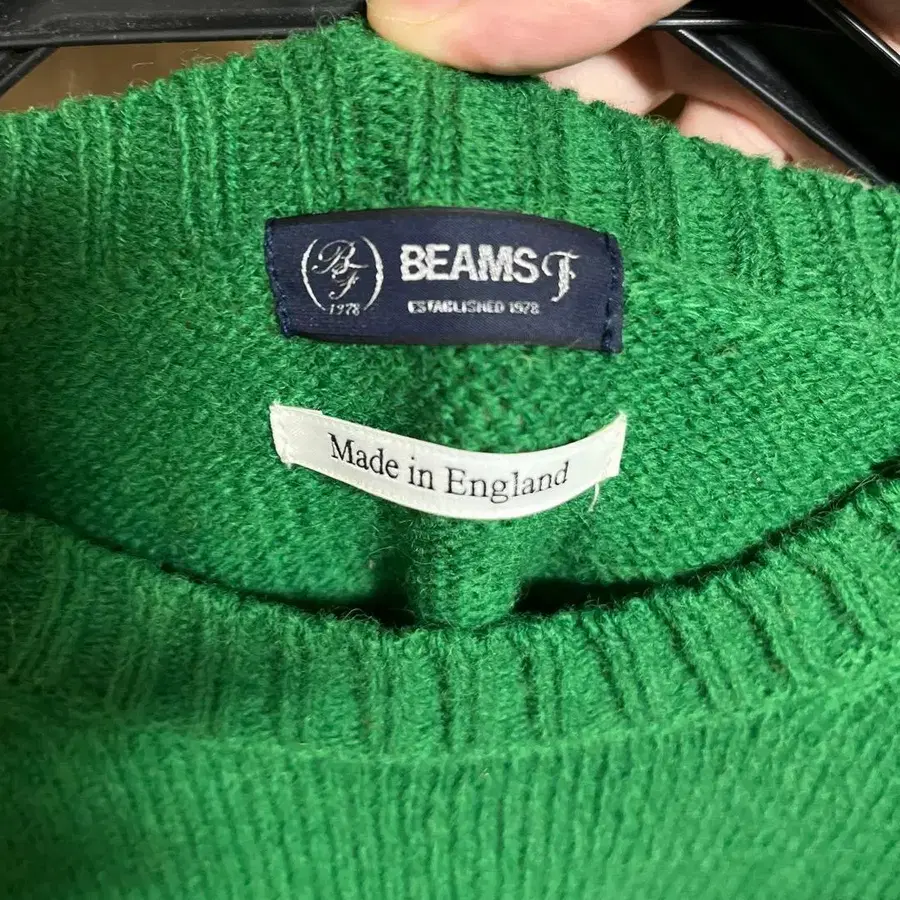 BF
1978
BEAMS F
ESTABLISHED 1978
Made in England